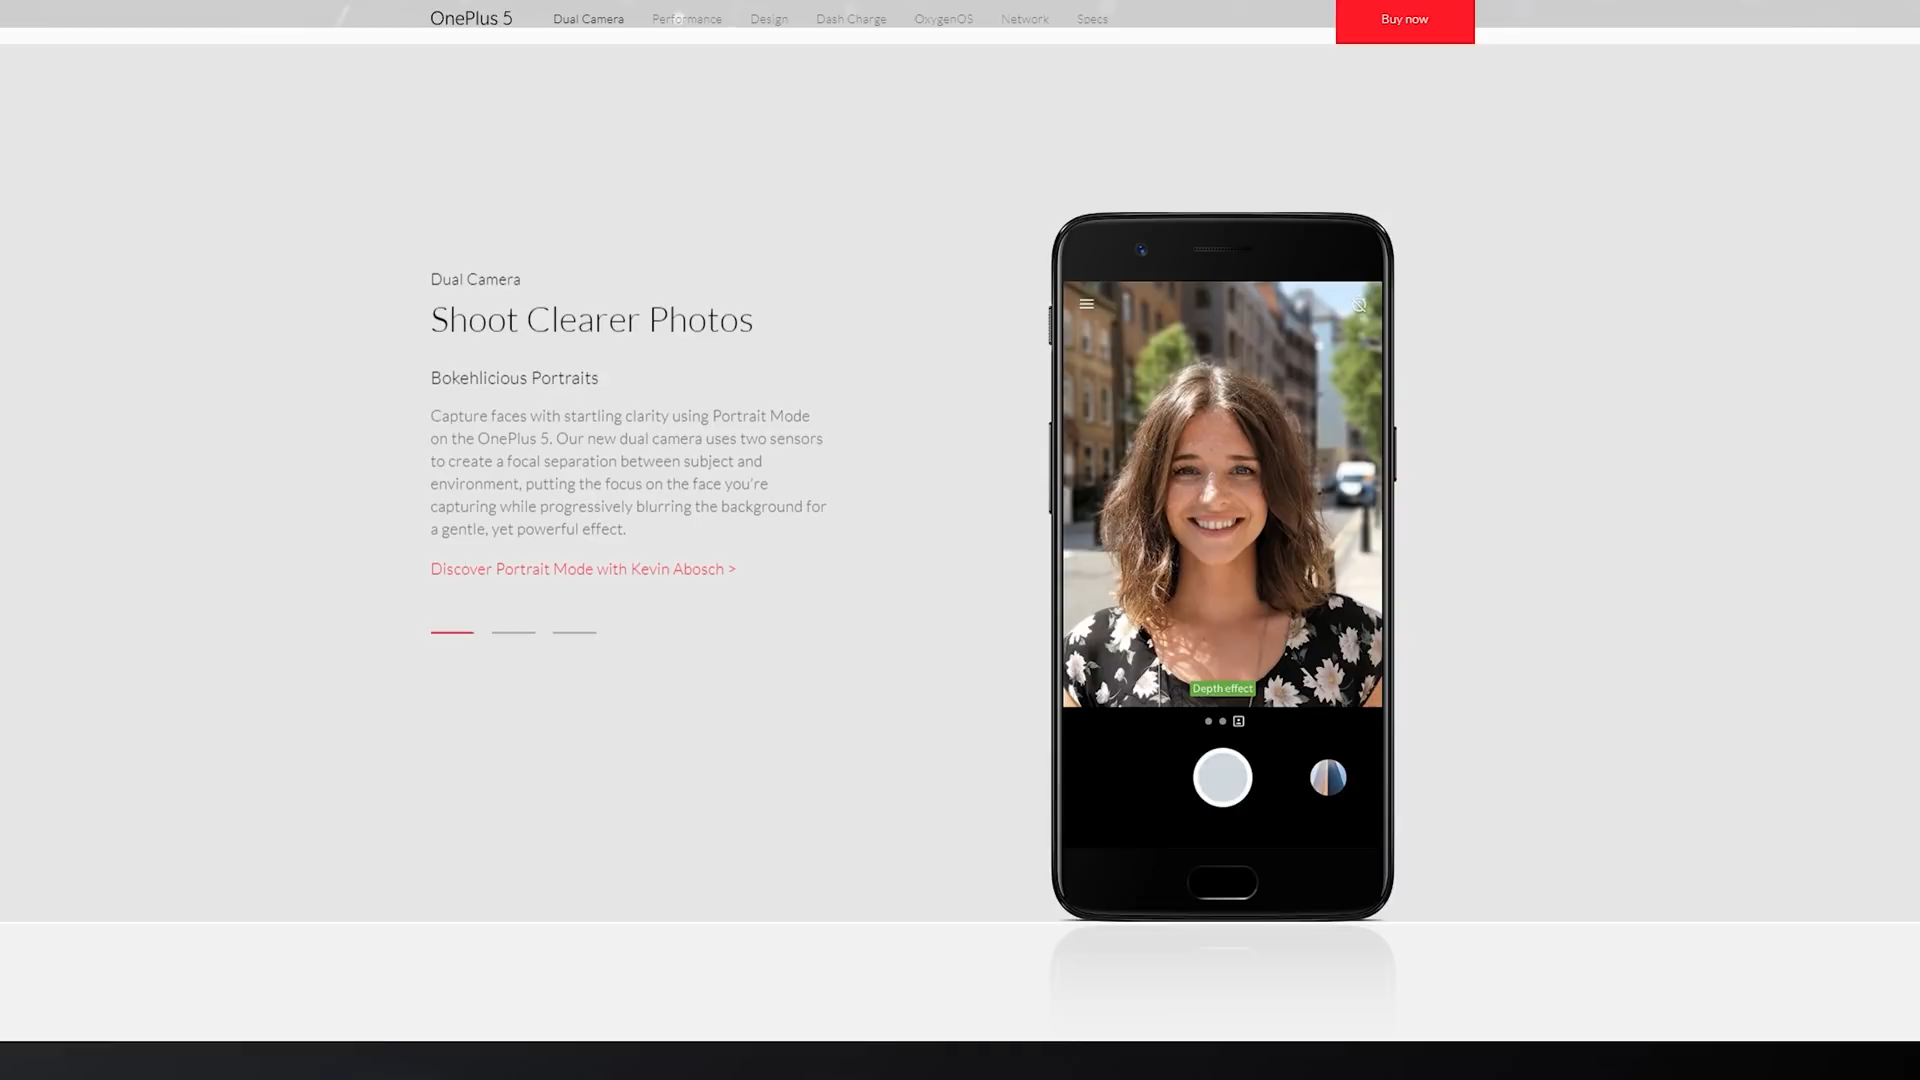 OnePlus 5 Dual Camera Performance Design Dash Charge OxygenOS Network Specs Buy now
Dual Camera
Shoot Clearer Photos
Bokehlicious Portraits
Capture faces with startling clarity using Portrait Mode
on the OnePlus 5. Our new dual camera uses two sensors
to create a focal separation between subject and
environment, putting the focus on the face you're
capturing while progressively blurring the background for
a gentle, yet powerful effect.
Discover Portrait Mode with Kevin Abosch >
Depth effect